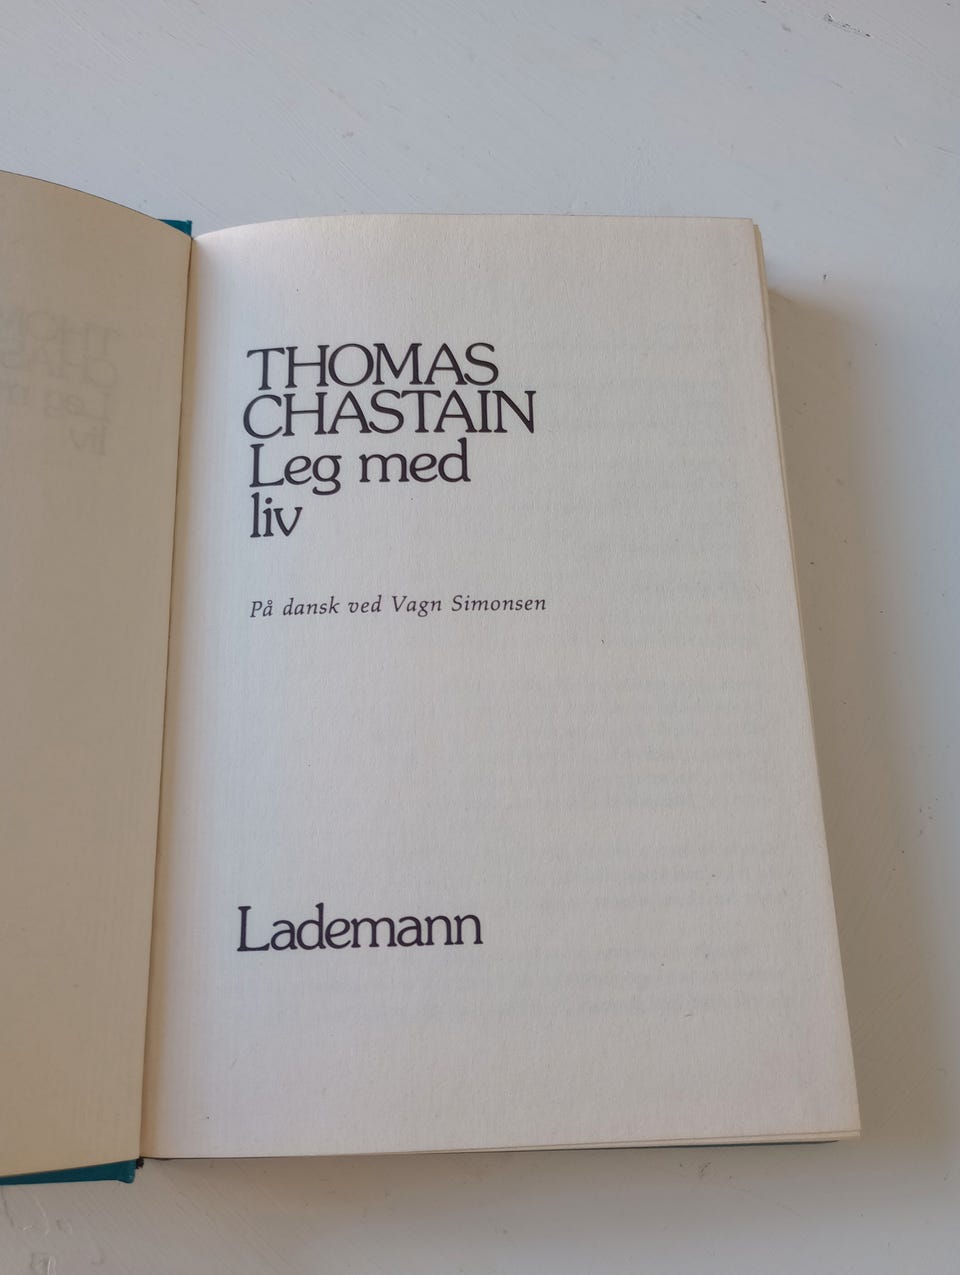 THOMAS
CHASTAIN
Leg med
liv
På dansk ved Vagn Simonsen
Lademann